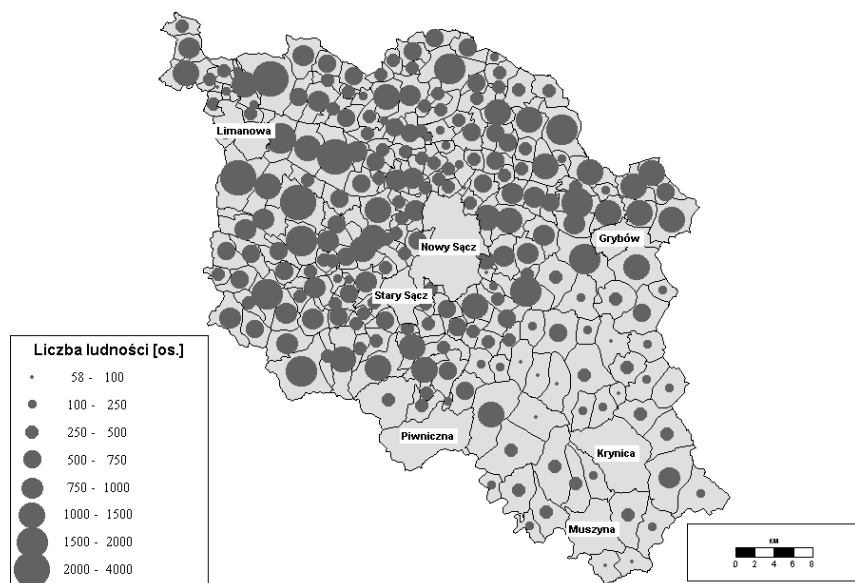 Limanowa
Grybów
Nowy Sącz
Stary Sącz
Piwniczna
Krynica
Muszyna
Liczba ludności [os.]
58 - 100
100 - 250
250 - 500
500 - 750
750 - 1000
1000 - 1500
1500 - 2000
2000 - 4000
KM
0 2 4 6 8